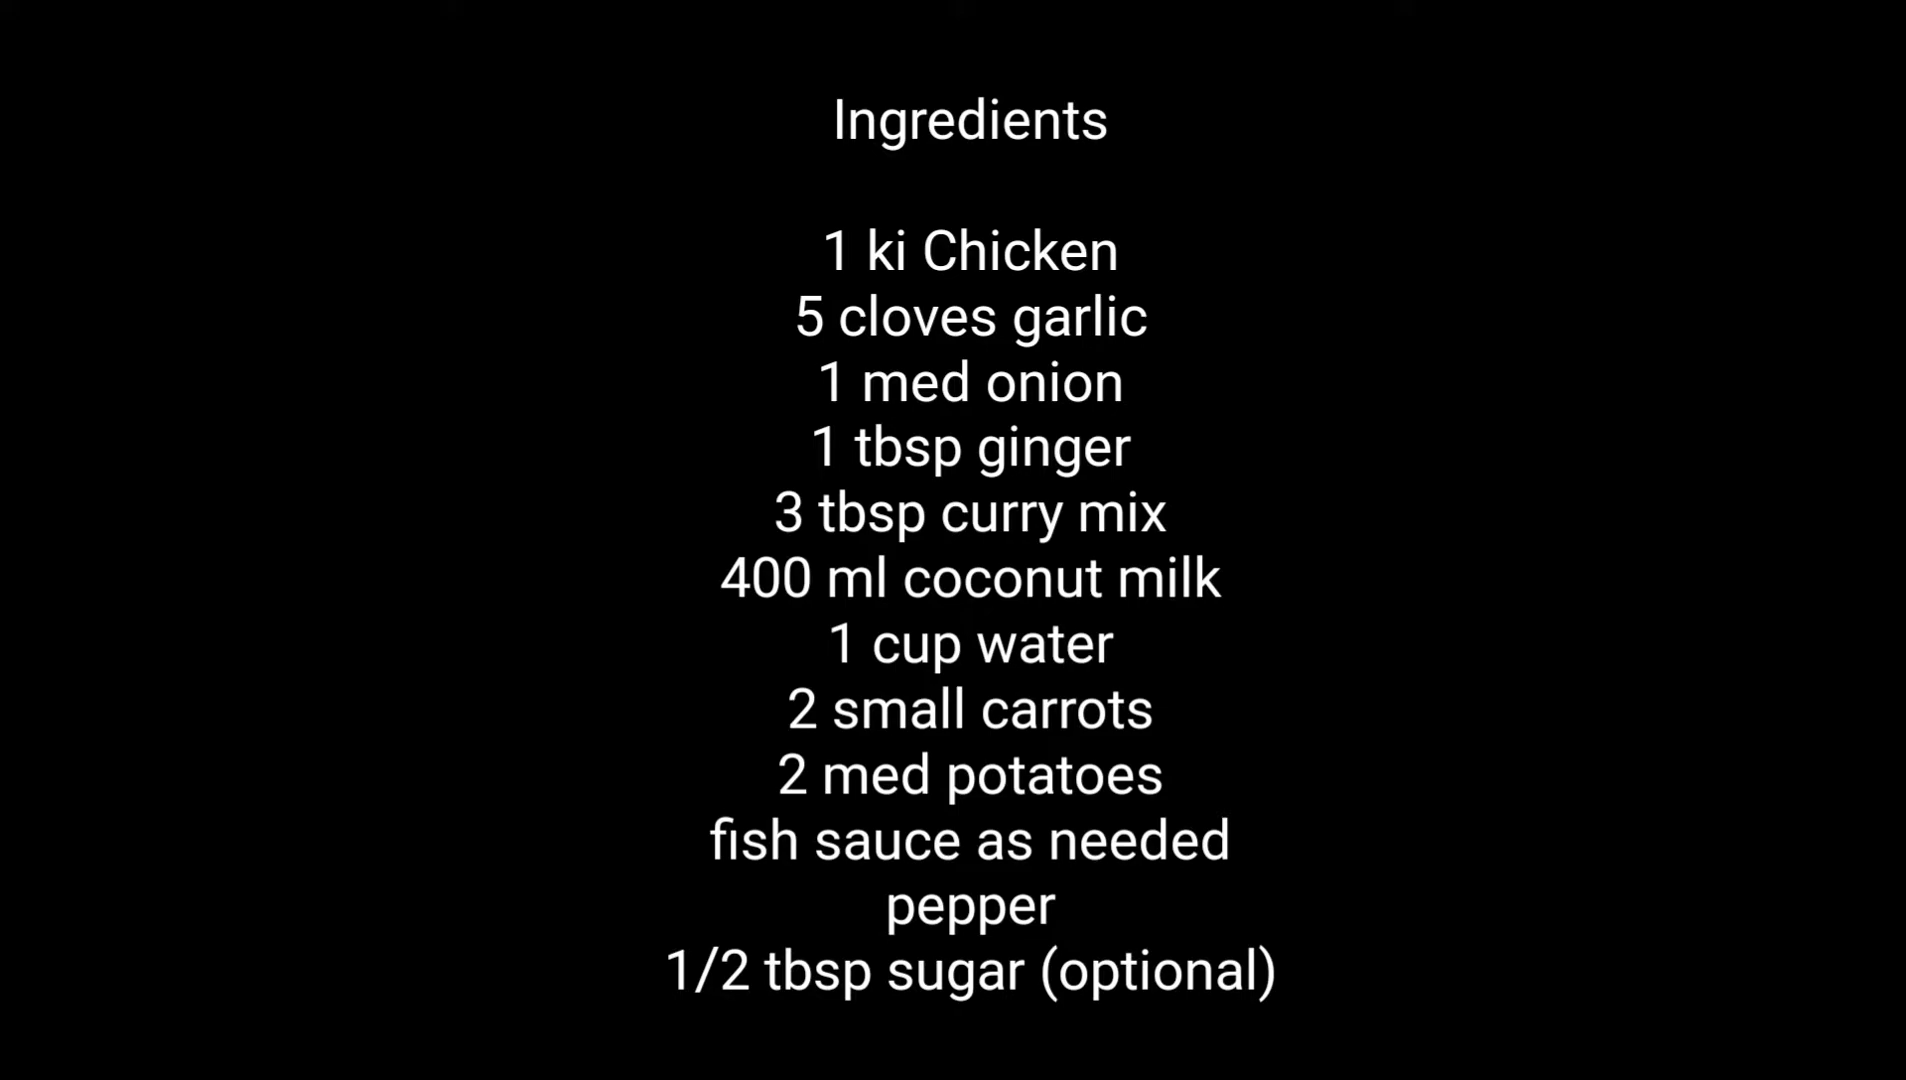 Ingredients
1 ki Chicken
5 cloves garlic
1 med onion
1 tbsp ginger
3 tbsp curry mix
400 ml coconut milk
1 cup water
2 small carrots
2 med potatoes
fish sauce as needed
pepper
1/2 tbsp sugar (optional)